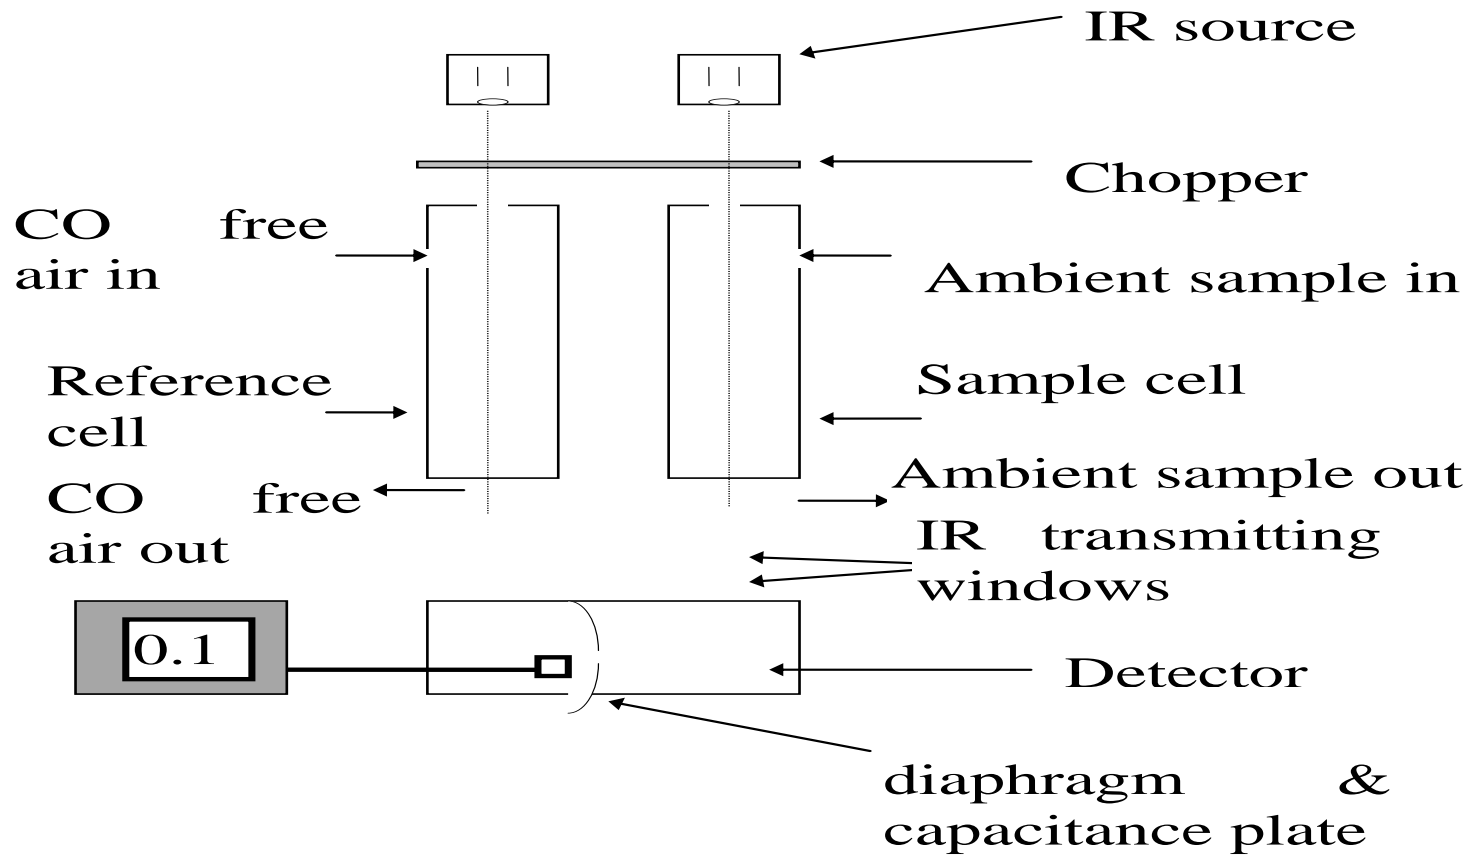 IR source
Chopper
CO free
air in
Ambient sample in
Reference
cell
Sample cell
CO free
air out
Ambient sample out
IR transmitting
windows
0.1
Detector
diaphragm &
capacitance plate